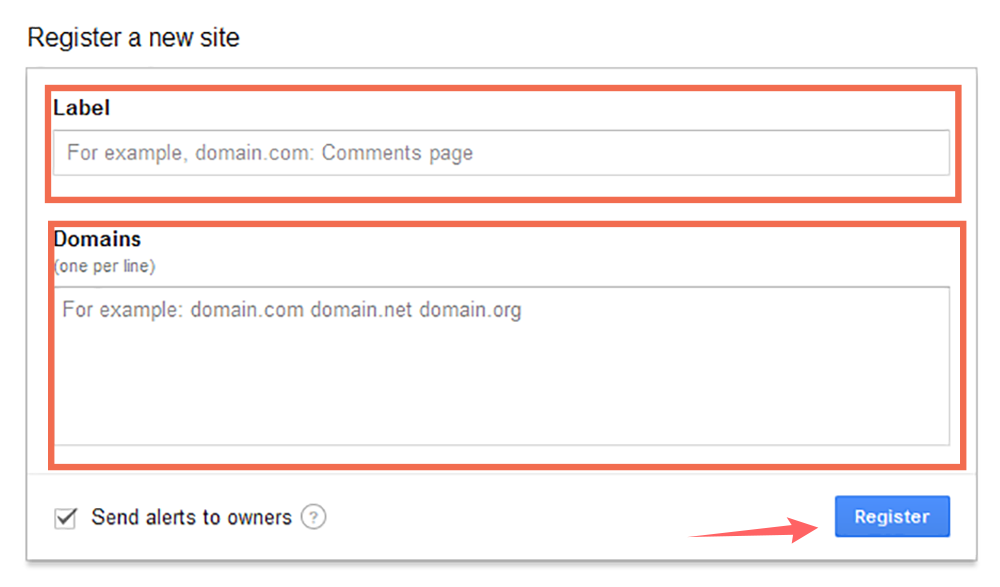 Register a new site
Label
For example, domain.com: Comments page
Domains
(one per line)
For example: domain.com domain.net domain.org
Send alerts to owners ?
Register